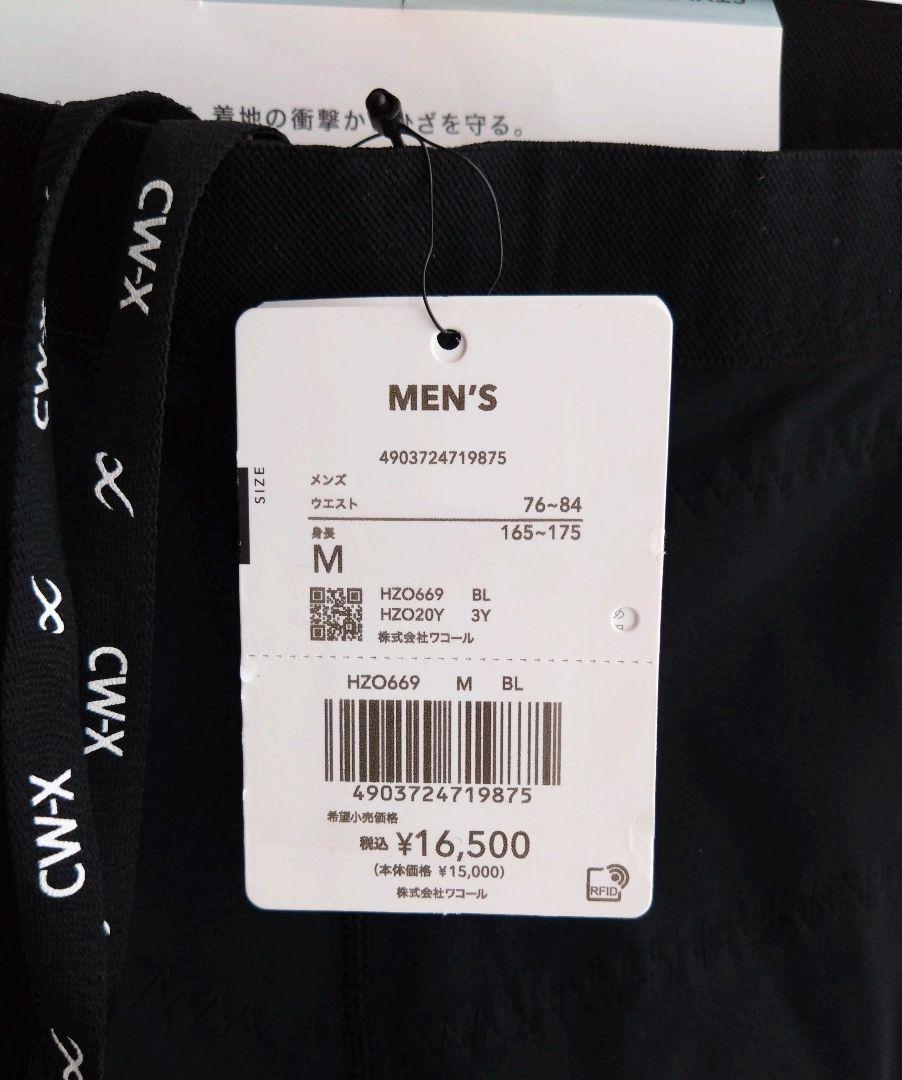 着地の衝撃か ひざを守る。
CW-X
CW-X
CW-X
MEN'S
4903724719875
SIZE
メンズ
ウエスト 76~84
身長 165~175
M
HZO669 BL
HZO20Y 3Y
株式会社ワコール
HZO669 M BL
4903724719875
希望小売価格
税込 ¥16,500
(本体価格 ¥15,000)
株式会社ワコール
RFID